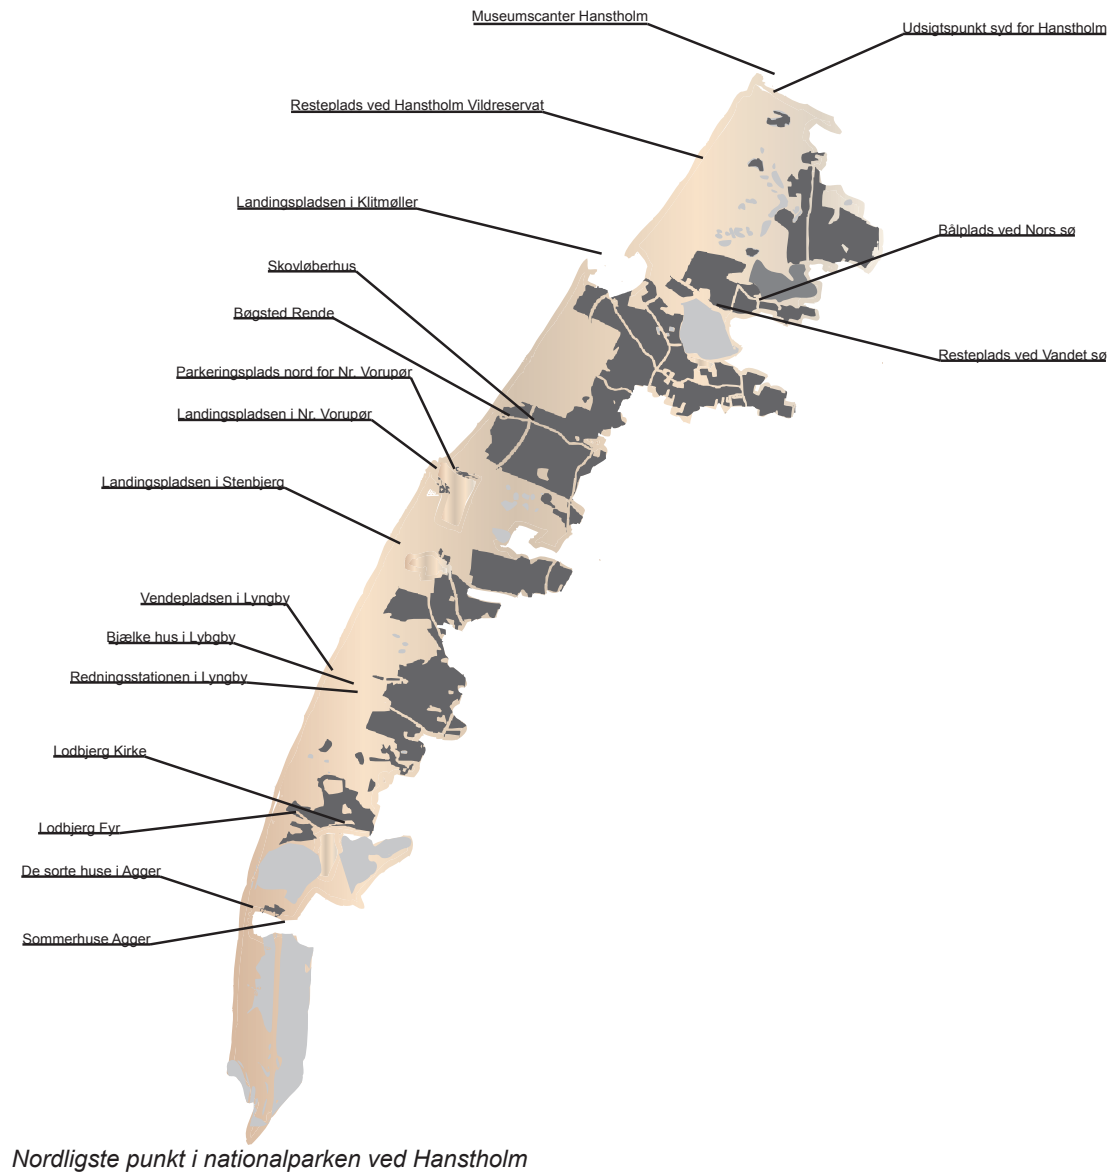 Museumscanter Hanstholm
Udsigtspunkt syd for Hanstholm
Resteplads ved Hanstholm Vildreservat
Landingspladsen i Klitmøller
Bålplads ved Nors sø
Skovløberhus
Bøgsted Rende
Resteplads ved Vandet sø
Parkeringsplads nord for Nr. Vorupør
Landingspladsen i Nr. Vorupør
Landingspladsen i Stenbjerg
Vendepladsen i Lyngby
Bjælke hus i Lybgby
Redningsstationen i Lyngby
Lodbjerg Kirke
Lodbjerg Fyr
De sorte huse i Agger
Sommerhuse Agger
Nordligste punkt i nationalparken ved Hanstholm